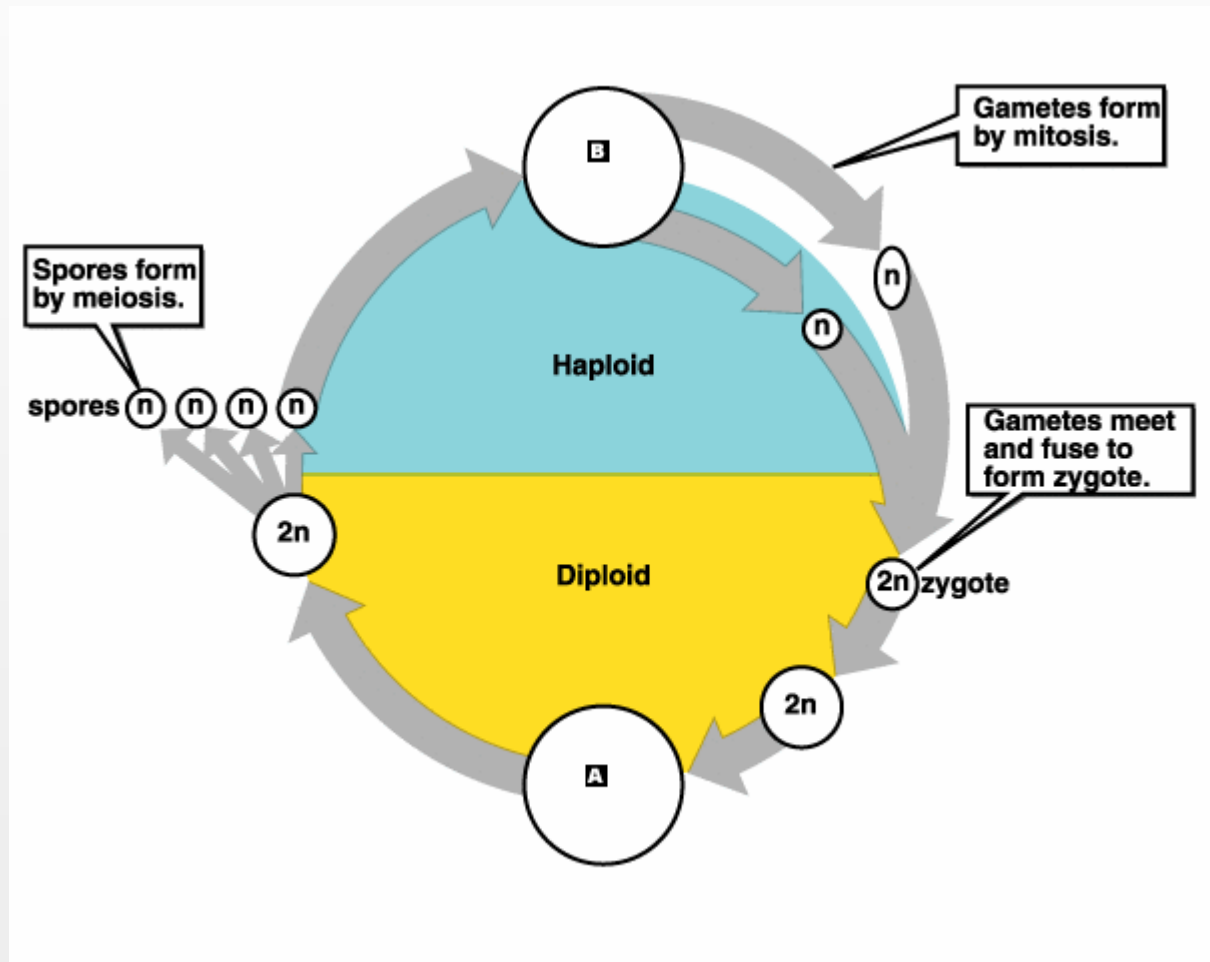 B
Gametes form
by mitosis.
n
Spores form
by meiosis.
n
Haploid
spores n n n n
Gametes meet
and fuse to
form zygote.
2n
Diploid
2n zygote
2n
A